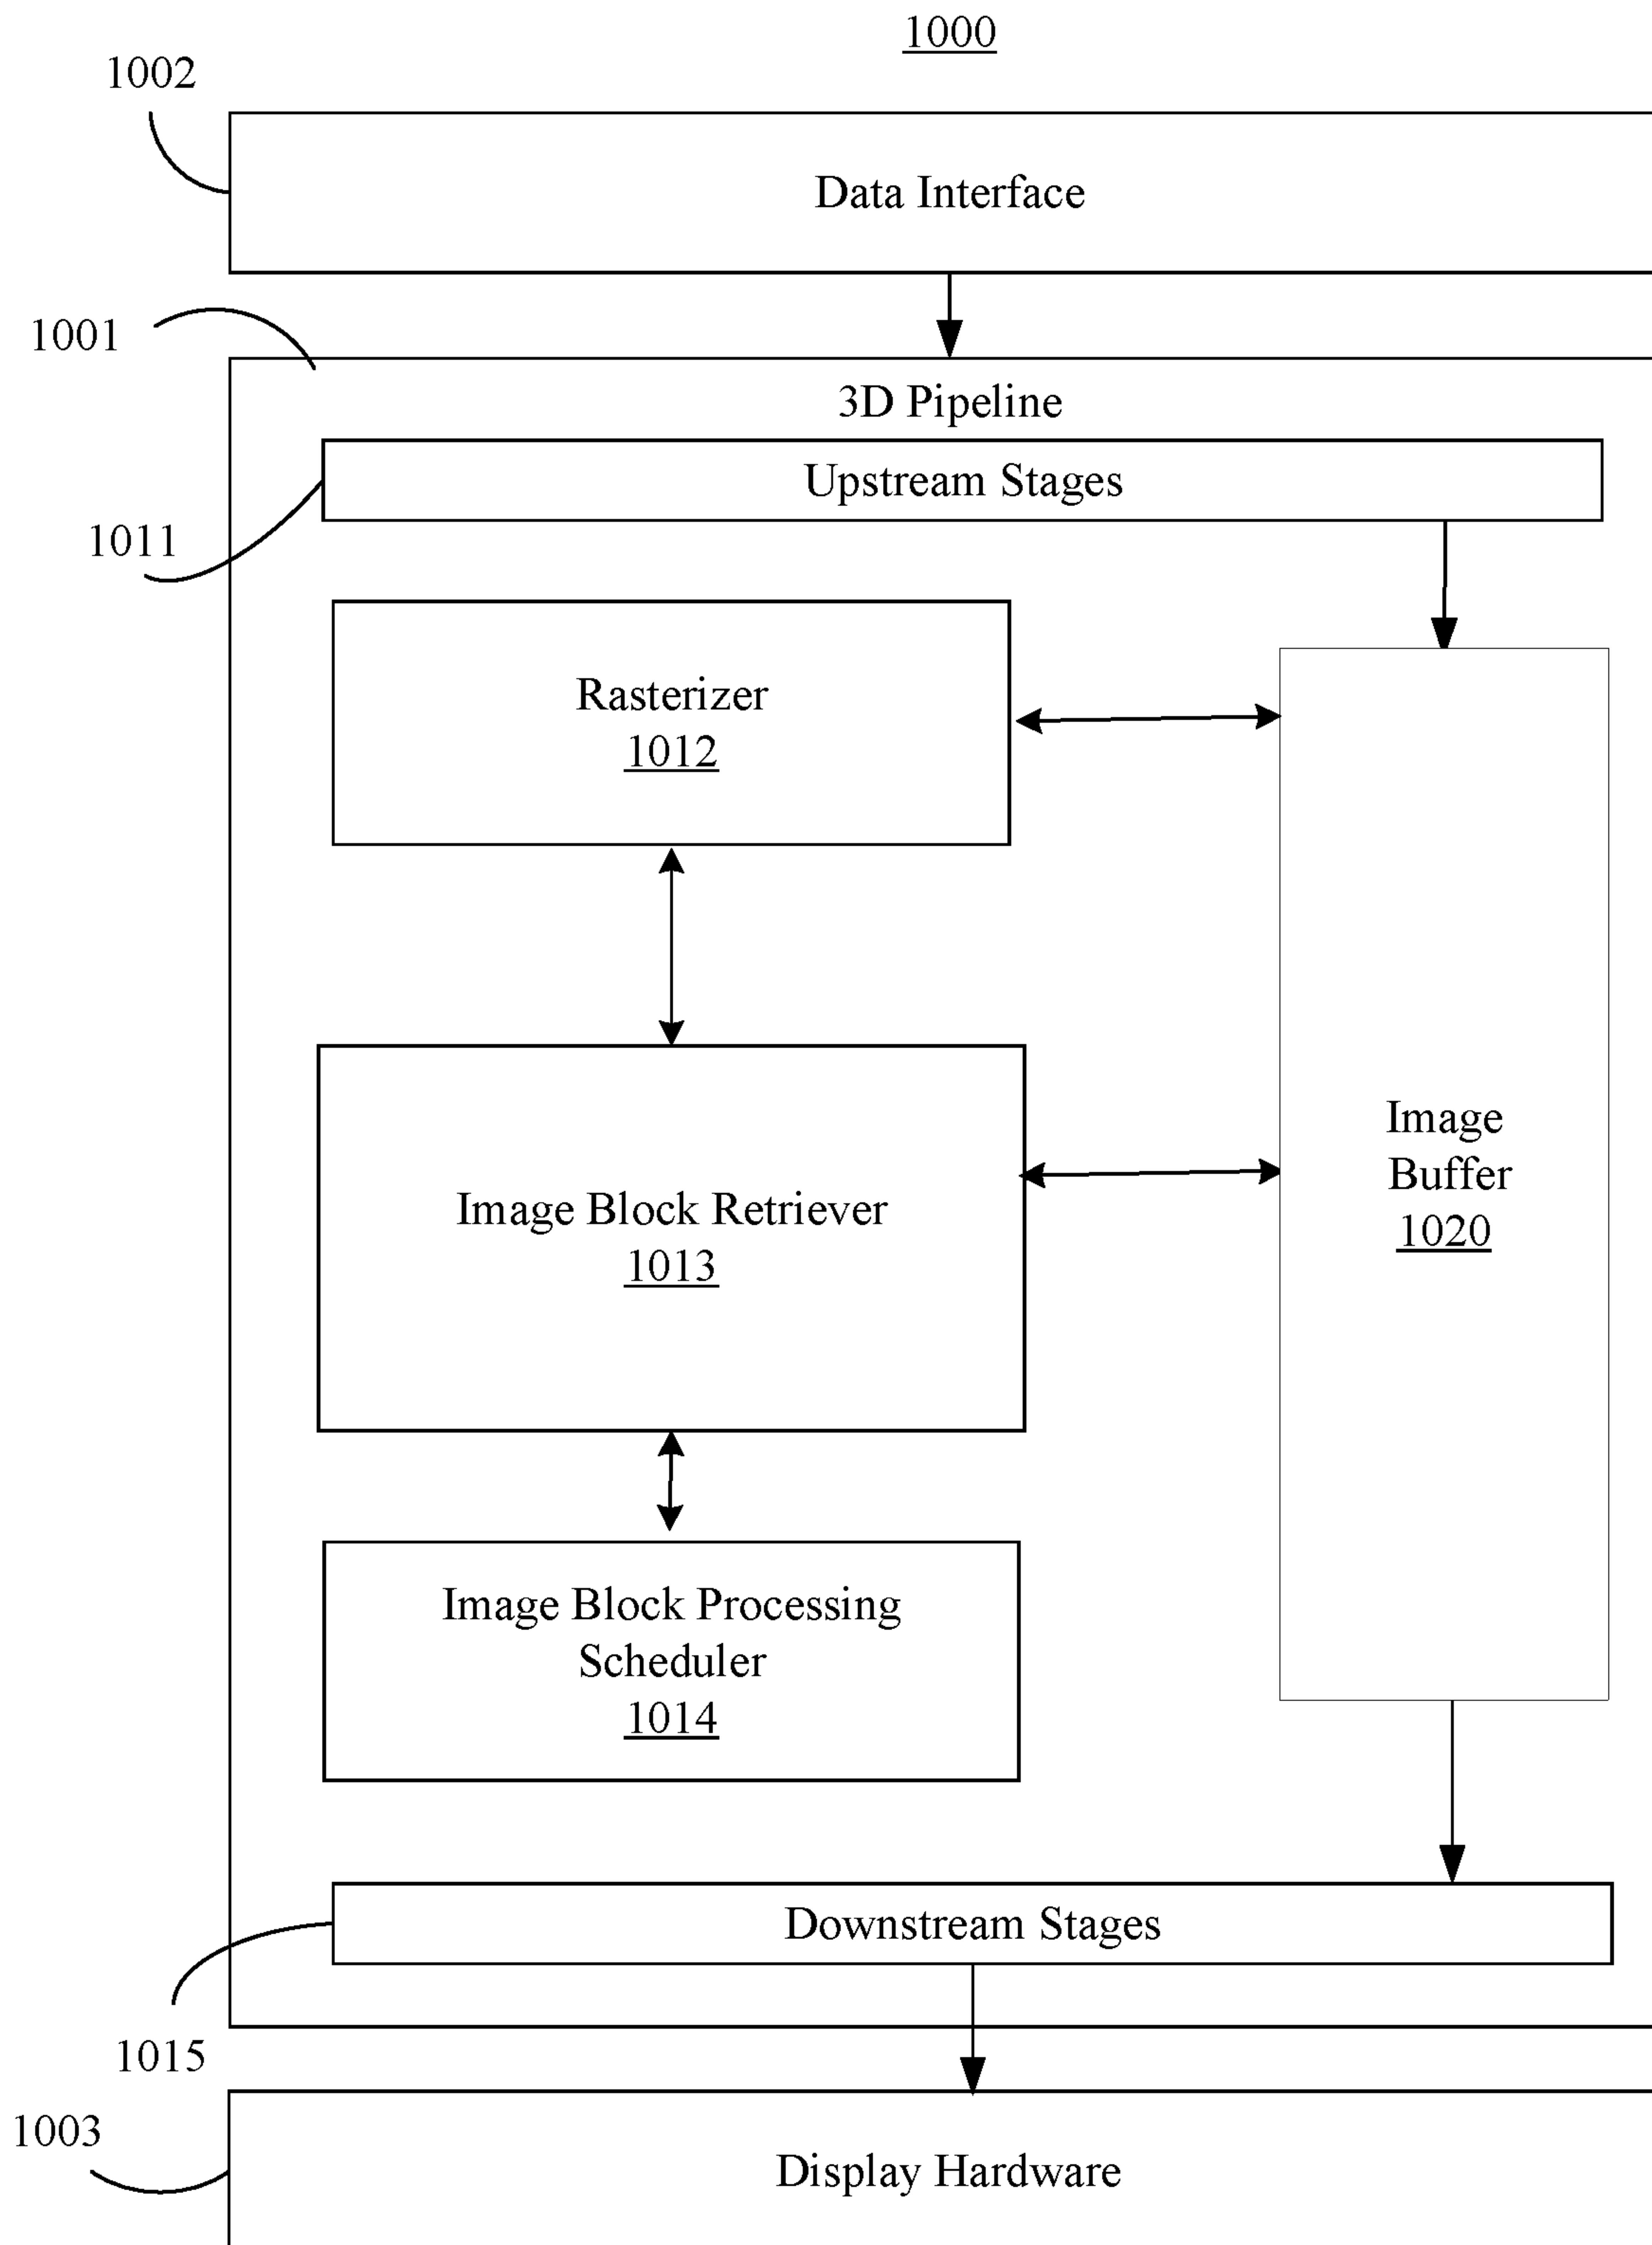 1000
1002
Data Interface
1001
3D Pipeline
Upstream Stages
1011
Rasterizer
1012
Image Block Retriever
1013
Image
Buffer
1020
Image Block Processing
Scheduler
1014
Downstream Stages
1015
1003
Display Hardware